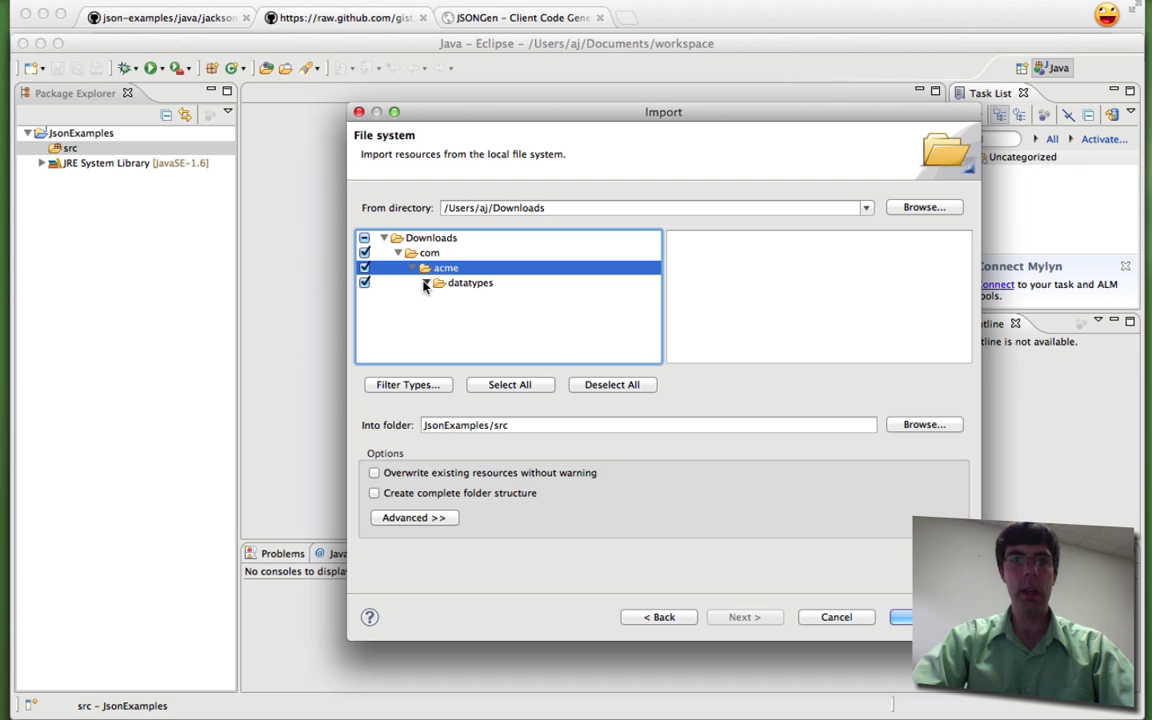 json-examples/java/jackson
https://raw.github.com/gist
JSONGen - Client Code Gene
Java - Eclipse - /Users/aj/Documents/workspace
Java
Package Explorer
Task List
Import
JsonExamples
src
JRE System Library [JavaSE-1.6]
File system
Import resources from the local file system.
All
Activate...
Uncategorized
From directory:
/Users/aj/Downloads
Browse...
Downloads
com
acme
datatypes
Connect Mylyn
Connect to your task and ALM
tools.
utline
utline is not available.
Filter Types...
Select All
Deselect All
Into folder:
JsonExamples/src
Browse...
Options
Overwrite existing resources without warning
Create complete folder structure
Advanced >>
Problems
@ Java
No consoles to displa
?
< Back
Next >
Cancel
src - JsonExamples